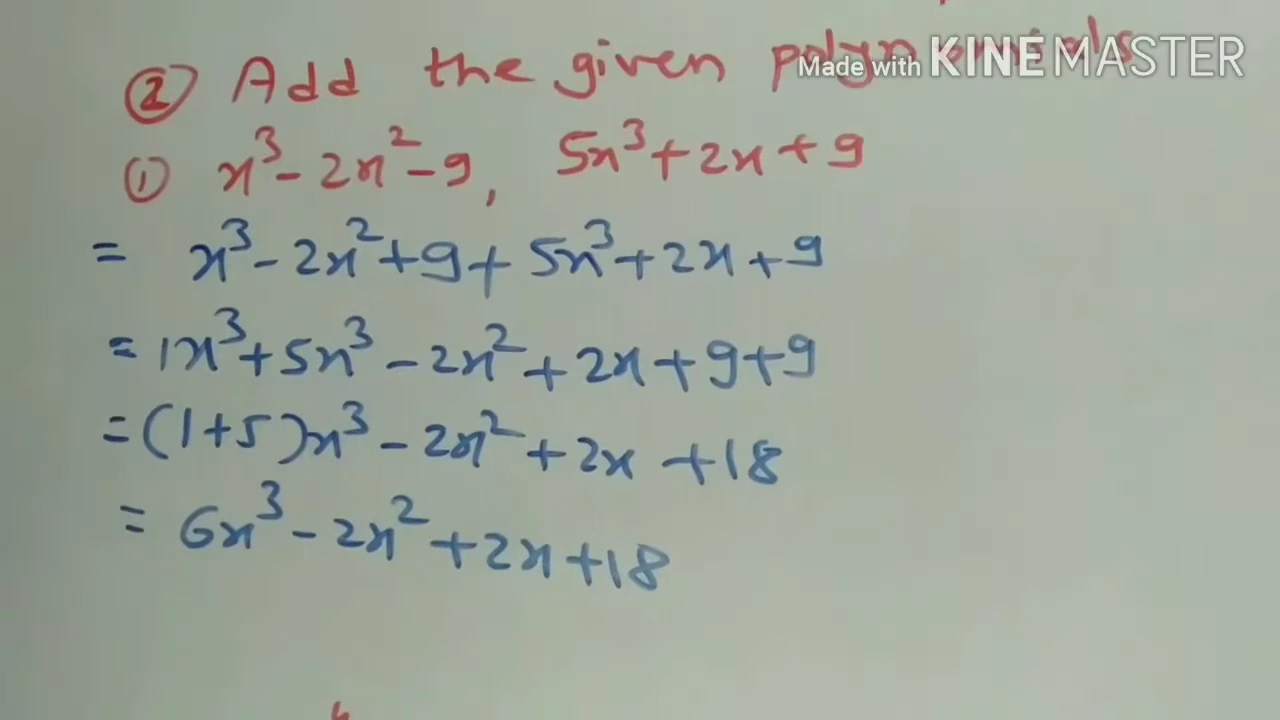 ② Add the given polynomials
Made with KINEMASTER
① x³ - 2x² - 9, 5x³ + 2x + 9
= x³ - 2x² + 9 + 5x³ + 2x + 9
= 1x³ + 5x³ - 2x² + 2x + 9 + 9
= (1+5)x³ - 2x² + 2x + 18
= 6x³ - 2x² + 2x + 18